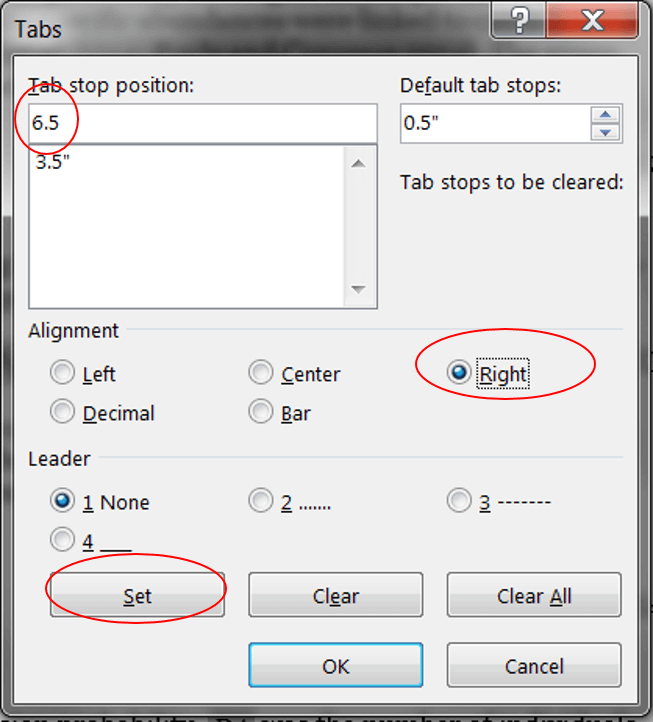 Tabs
Tab stop position:
Default tab stops:
6.5
0.5"
3.5"
Tab stops to be cleared:
Alignment
Left
Center
Right
Decimal
Bar
Leader
1 None
2 .......
3 -------
4 ___
Set
Clear
Clear All
OK
Cancel